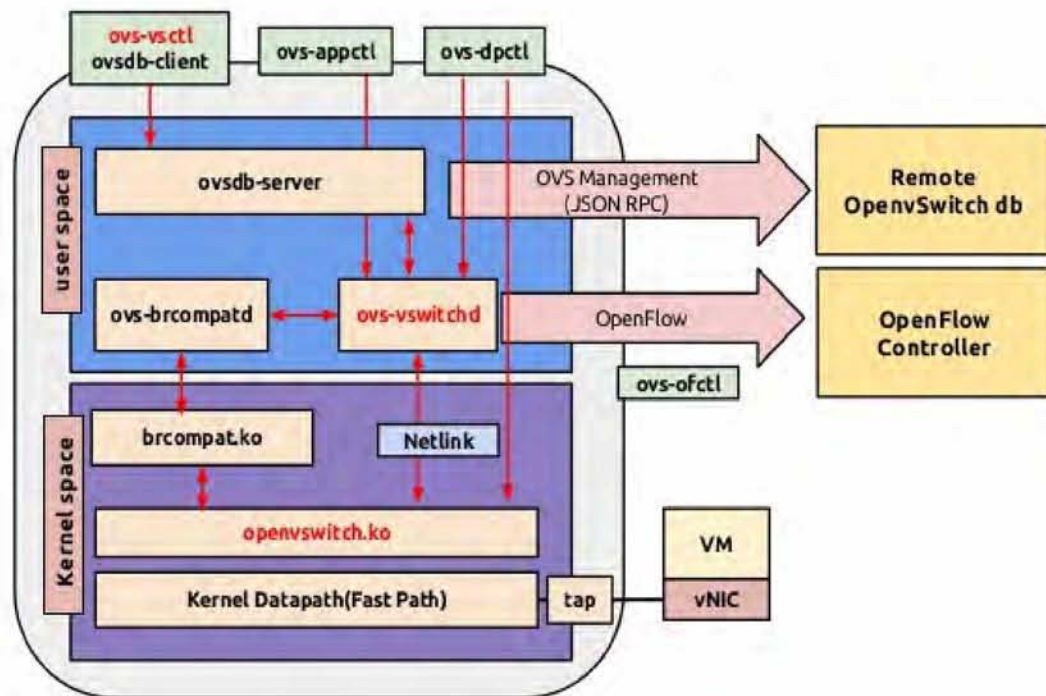 ovs-vsctl
ovsdb-client
ovs-appctl
ovs-dpctl
user space
ovsdb-server
OVS Management
(JSON RPC)
Remote
OpenvSwitch db
ovs-brcompatd
ovs-vswitchd
OpenFlow
OpenFlow
Controller
ovs-ofctl
Kernel space
brcompat.ko
Netlink
openvswitch.ko
Kernel Datapath(Fast Path)
tap
VM
vNIC